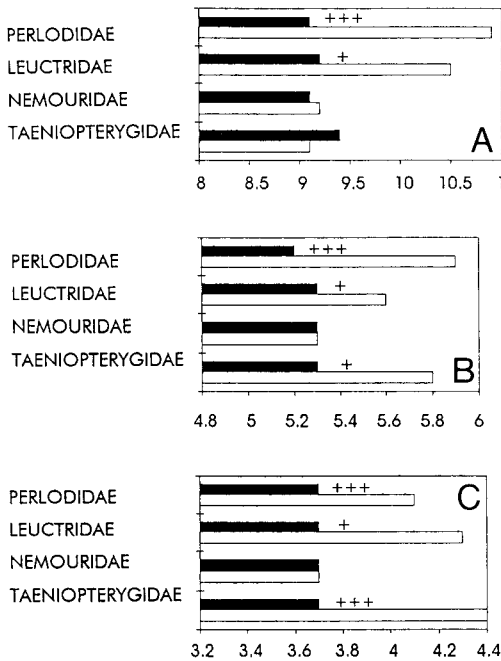 PERLODIDAE +++
LEUCTRIDAE +
NEMOURIDAE
TAENIOPTERYGIDAE
A
8 8.5 9 9.5 10 10.5
PERLODIDAE +++
LEUCTRIDAE +
NEMOURIDAE
TAENIOPTERYGIDAE +
B
4.8 5 5.2 5.4 5.6 5.8 6
C
PERLODIDAE +++
LEUCTRIDAE +
NEMOURIDAE
TAENIOPTERYGIDAE +++
3.2 3.4 3.6 3.8 4 4.2 4.4